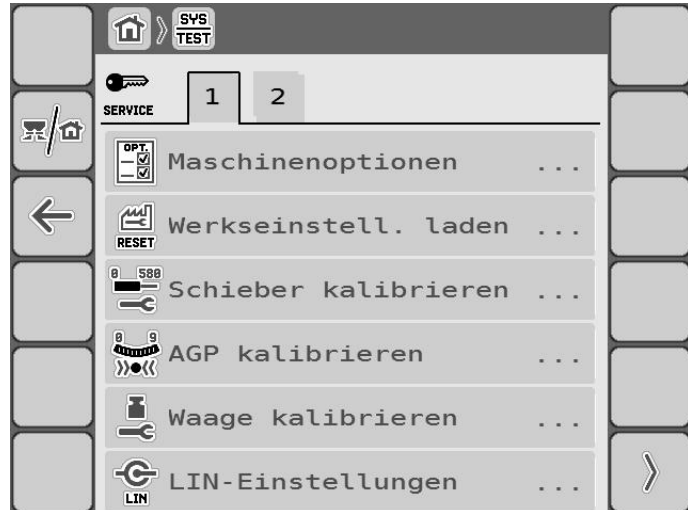 SYS
TEST
SERVICE
1 2
OPT.
Maschinenoptionen ...
RESET
Werkseinstell. laden ...
0 580
Schieber kalibrieren ...
0 9
AGP kalibrieren ...
Waage kalibrieren ...
LIN
LIN-Einstellungen ...